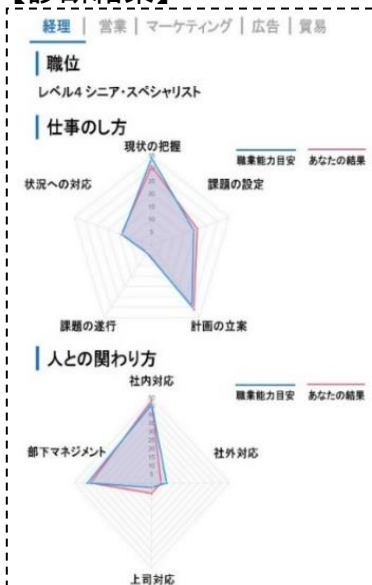 経理 | 営業 | マーケティング | 広告 | 貿易
職位
レベル4 シニア・スペシャリスト
仕事のし方
現状の把握
職業能力目安 あなたの結果
状況への対応
課題の設定
課題の遂行
計画の立案
人との関わり方
社内対応
職業能力目安 あなたの結果
部下マネジメント
社外対応
上司対応